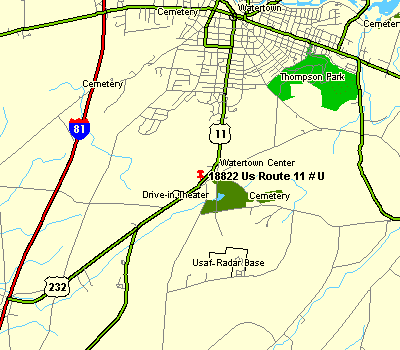 Cemetery
Watertown
Cemetery
Thompson Park
Cemetery
81
11
Watertown Center
18822 Us Route 11 # U
Drive-in Theater
Cemetery
Usaf Radar Base
232